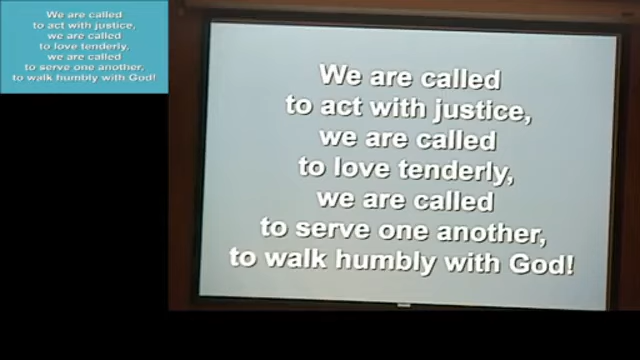 We are called
to act with justice,
we are called
to love tenderly,
we are called
to serve one another,
to walk humbly with God!
We are called
to act with justice,
we are called
to love tenderly,
we are called
to serve one another,
to walk humbly with God!